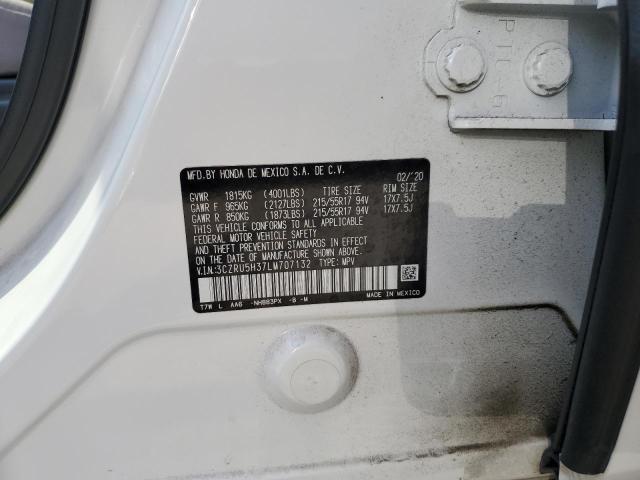 MFD.BY HONDA DE MEXICO S.A. DE C.V. 02/'20
GVWR 1815KG (4001LBS) TIRE SIZE RIM SIZE
GAWR F 965KG (2127LBS) 215/55R17 94V 17X7.5J
GAWR R 850KG (1873LBS) 215/55R17 94V 17X7.5J
THIS VEHICLE CONFORMS TO ALL APPLICABLE
FEDERAL MOTOR VEHICLE SAFETY
AND THEFT PREVENTION STANDARDS IN EFFECT
ON THE DATE OF MANUFACTURE SHOWN ABOVE.
V.IN.:3CZRU5H37LM707132 TYPE: MPV
T7W L AA6 -NH883PX -B -M MADE IN MEXICO